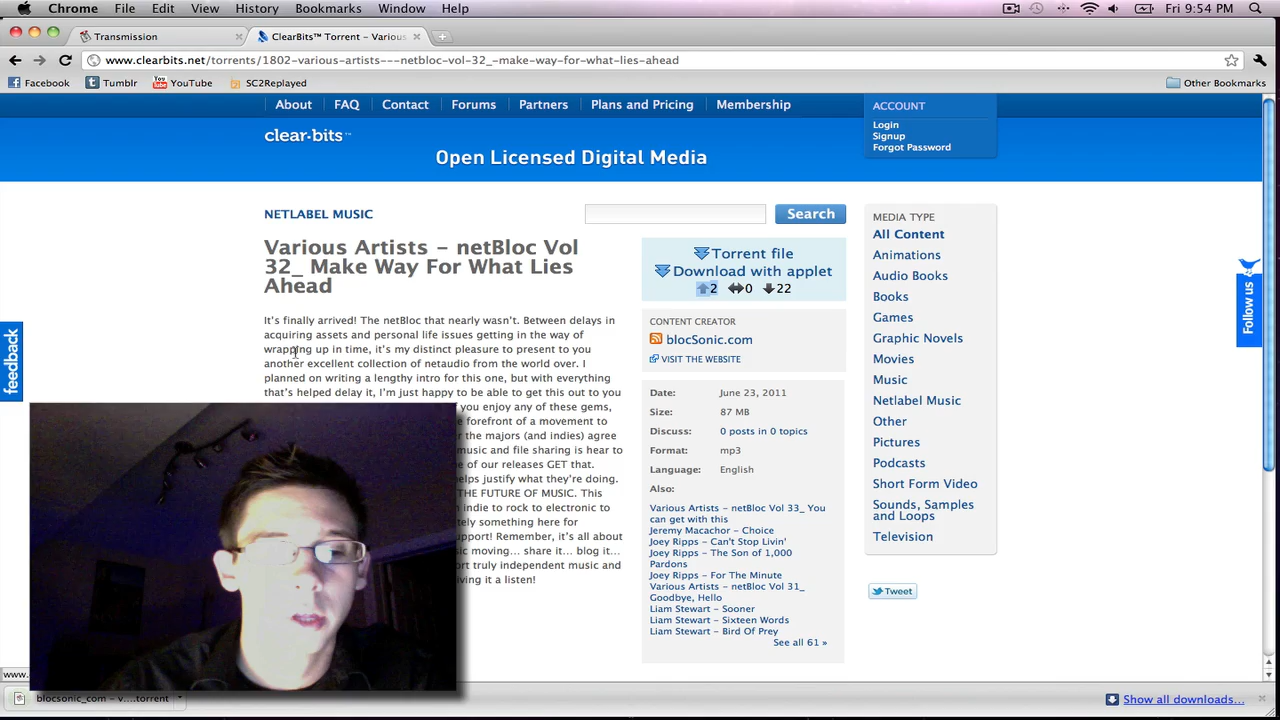 Chrome File Edit View History Bookmarks Window Help Fri 9:54 PM
Transmission ClearBits™ Torrent – Various
www.clearbits.net/torrents/1802-various-artists---netbloc-vol-32_-make-way-for-what-lies-ahead
Facebook Tumblr YouTube SC2Replayed Other Bookmarks
About FAQ Contact Forums Partners Plans and Pricing Membership
ACCOUNT
Login
Signup
Forgot Password
clear-bits™
Open Licensed Digital Media
NETLABEL MUSIC
Search
Various Artists – netBloc Vol
32_ Make Way For What Lies
Ahead
It's finally arrived! The netBloc that nearly wasn't. Between delays in
acquiring assets and personal life issues getting in the way of
wrapping up in time, it's my distinct pleasure to present to you
another excellent collection of netaudio from the world over. I
planned on writing a lengthy intro for this one, but with everything
that's helped delay it, I'm just happy to be able to get this out to you
you enjoy any of these gems,
e forefront of a movement to
r the majors (and indies) agree
music and file sharing is hear to
e of our releases GET that.
helps justify what they're doing.
THE FUTURE OF MUSIC. This
n indie to rock to electronic to
tely something here for
upport! Remember, it's all about
sic moving... share it... blog it...
ort truly independent music and
iving it a listen!
Torrent file
Download with applet
2 0 22
CONTENT CREATOR
blocSonic.com
VISIT THE WEBSITE
Date: June 23, 2011
Size: 87 MB
Discuss: 0 posts in 0 topics
Format: mp3
Language: English
Also:
Various Artists – netBloc Vol 33_ You
can get with this
Jeremy Macachor – Choice
Joey Ripps – Can't Stop Livin'
Joey Ripps – The Son of 1,000
Pardons
Joey Ripps – For The Minute
Various Artists – netBloc Vol 31_
Goodbye, Hello
Liam Stewart – Sooner
Liam Stewart – Sixteen Words
Liam Stewart – Bird Of Prey
See all 61 »
MEDIA TYPE
All Content
Animations
Audio Books
Books
Games
Graphic Novels
Movies
Music
Netlabel Music
Other
Pictures
Podcasts
Short Form Video
Sounds, Samples
and Loops
Television
Tweet
feedback
Follow us
www.
blocsonic_com – v....torrent
Show all downloads...